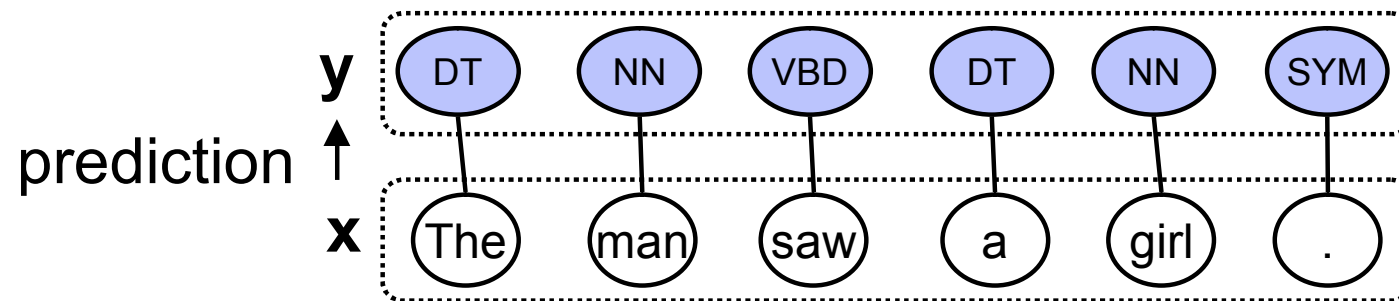 y DT NN VBD DT NN SYM
prediction
x The man saw a girl .